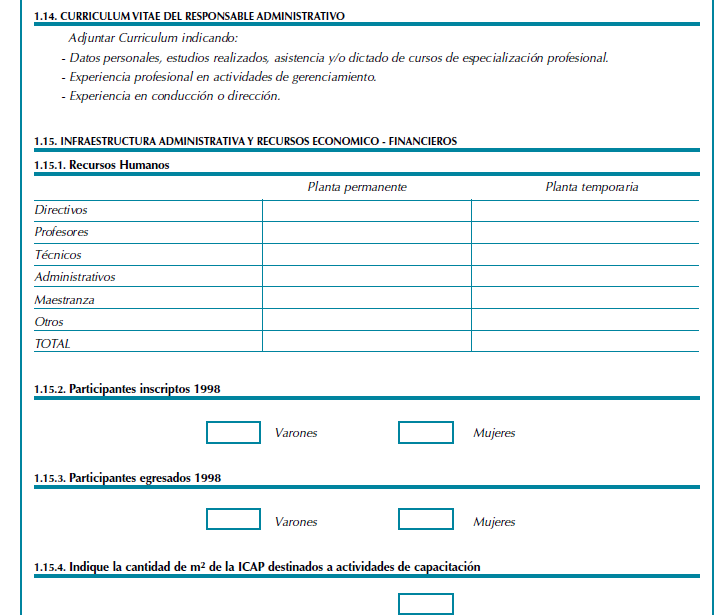 1.14. CURRICULUM VITAE DEL RESPONSABLE ADMINISTRATIVO
Adjuntar Curriculum indicando:
- Datos personales, estudios realizados, asistencia y/o dictado de cursos de especialización profesional.
- Experiencia profesional en actividades de gerenciamiento.
- Experiencia en conducción o dirección.
1.15. INFRAESTRUCTURA ADMINISTRATIVA Y RECURSOS ECONOMICO - FINANCIEROS
1.15.1. Recursos Humanos
Planta permanente Planta temporaria
Directivos
Profesores
Técnicos
Administrativos
Maestranza
Otros
TOTAL
1.15.2. Participantes inscriptos 1998
Varones Mujeres
1.15.3. Participantes egresados 1998
Varones Mujeres
1.15.4. Indique la cantidad de m² de la ICAP destinados a actividades de capacitación